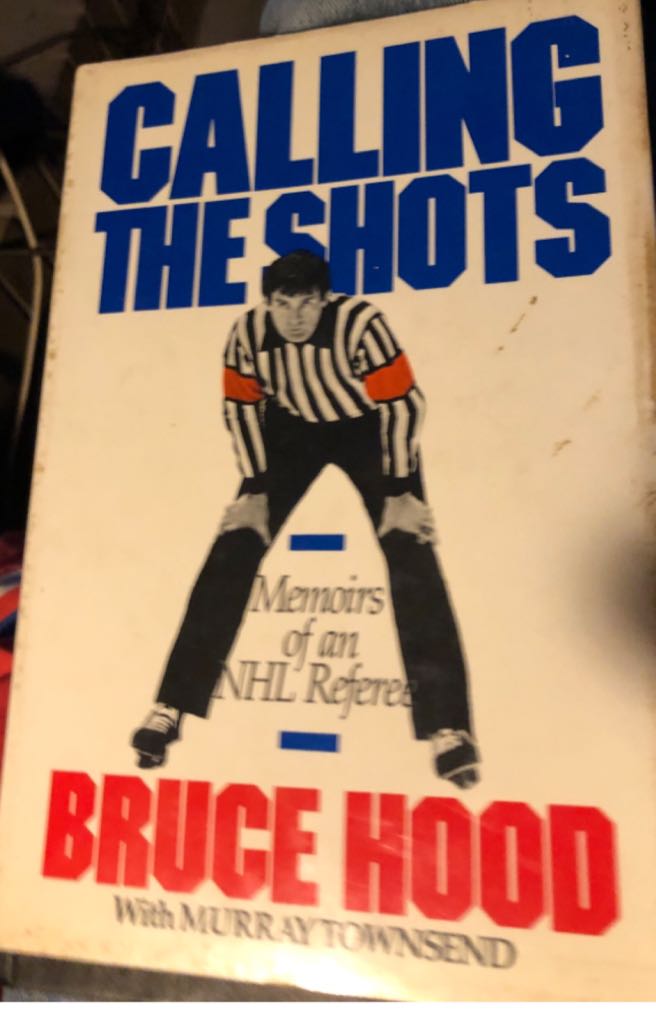 CALLING
THE SHOTS
Memoirs
of an
NHL Referee
BRUCE HOOD
With MURRAY TOWNSEND